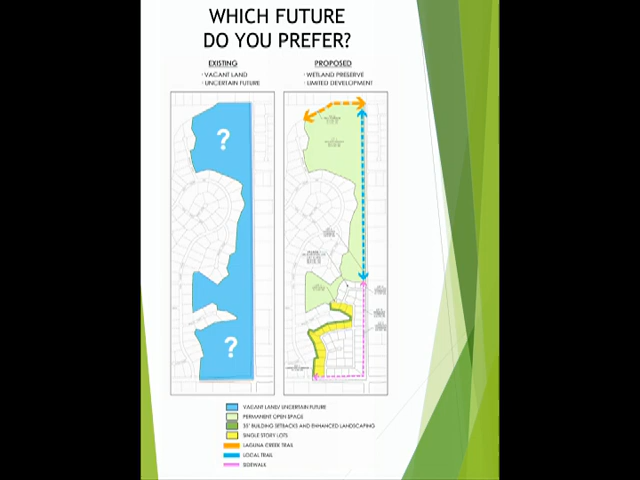 WHICH FUTURE
DO YOU PREFER?
EXISTING
· VACANT LAND
· UNCERTAIN FUTURE
PROPOSED
· WETLAND PRESERVE
· LIMITED DEVELOPMENT
?
?
VACANT LAND/ UNCERTAIN FUTURE
PERMANENT OPEN SPACE
35' BUILDING SETBACKS AND ENHANCED LANDSCAPING
SINGLE STORY LOTS
LAGUNA CREEK TRAIL
LOCAL TRAIL
SIDEWALK